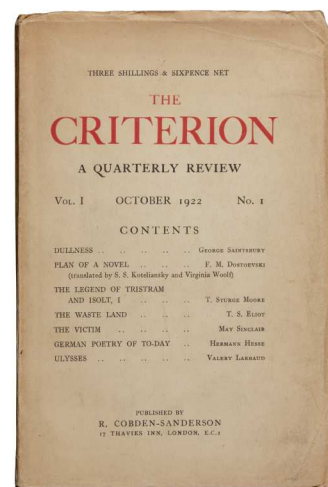 THREE SHILLINGS & SIXPENCE NET
THE
CRITERION
A QUARTERLY REVIEW
VOL. I OCTOBER 1922 No. 1
CONTENTS
DULLNESS .. .. .. .. .. GEORGE SAINTSBURY
PLAN OF A NOVEL .. .. .. F. M. DOSTOEVSKI
(translated by S. S. Koteliansky and Virginia Woolf)
THE LEGEND OF TRISTRAM
AND ISOLT, I .. .. .. T. STURGE MOORE
THE WASTE LAND .. .. .. T. S. ELIOT
THE VICTIM .. .. .. .. MAY SINCLAIR
GERMAN POETRY OF TO-DAY .. HERMANN HESSE
ULYSSES .. .. .. .. .. VALERY LARBAUD
PUBLISHED BY
R. COBDEN-SANDERSON
17 THAVIES INN, LONDON, E.C.1